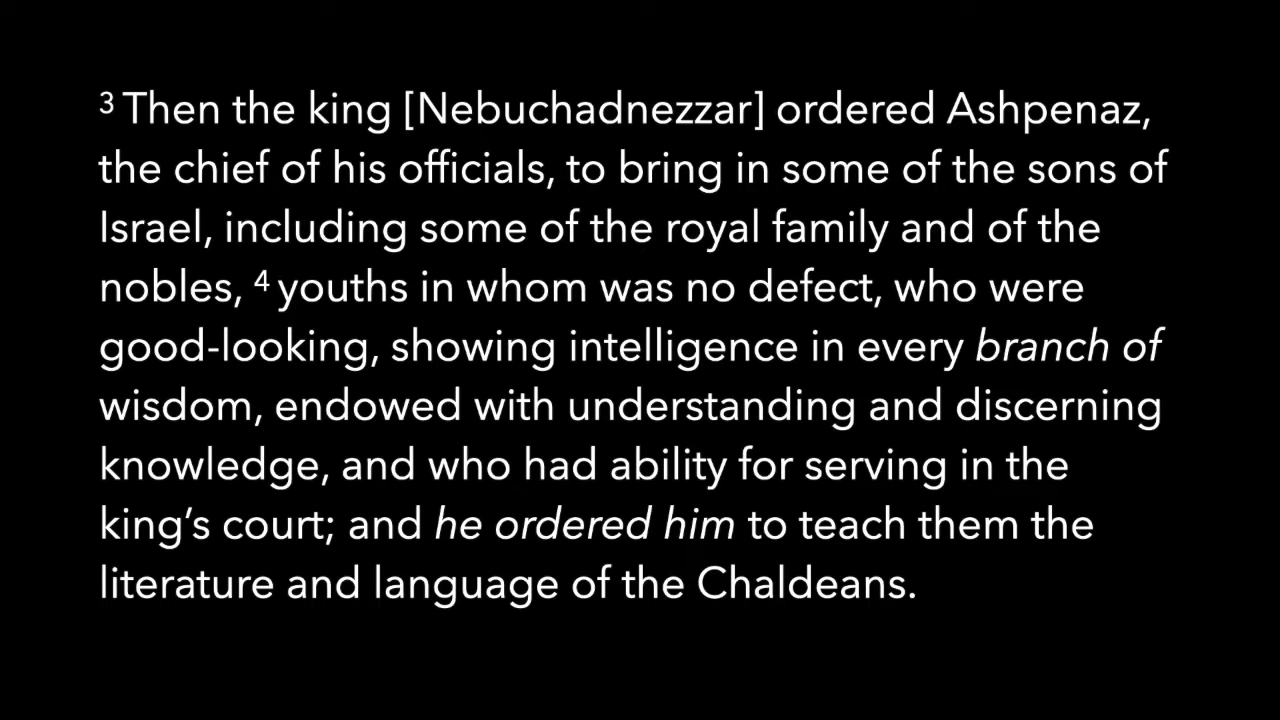 3 Then the king [Nebuchadnezzar] ordered Ashpenaz,
the chief of his officials, to bring in some of the sons of
Israel, including some of the royal family and of the
nobles, 4 youths in whom was no defect, who were
good-looking, showing intelligence in every branch of
wisdom, endowed with understanding and discerning
knowledge, and who had ability for serving in the
king’s court; and he ordered him to teach them the
literature and language of the Chaldeans.